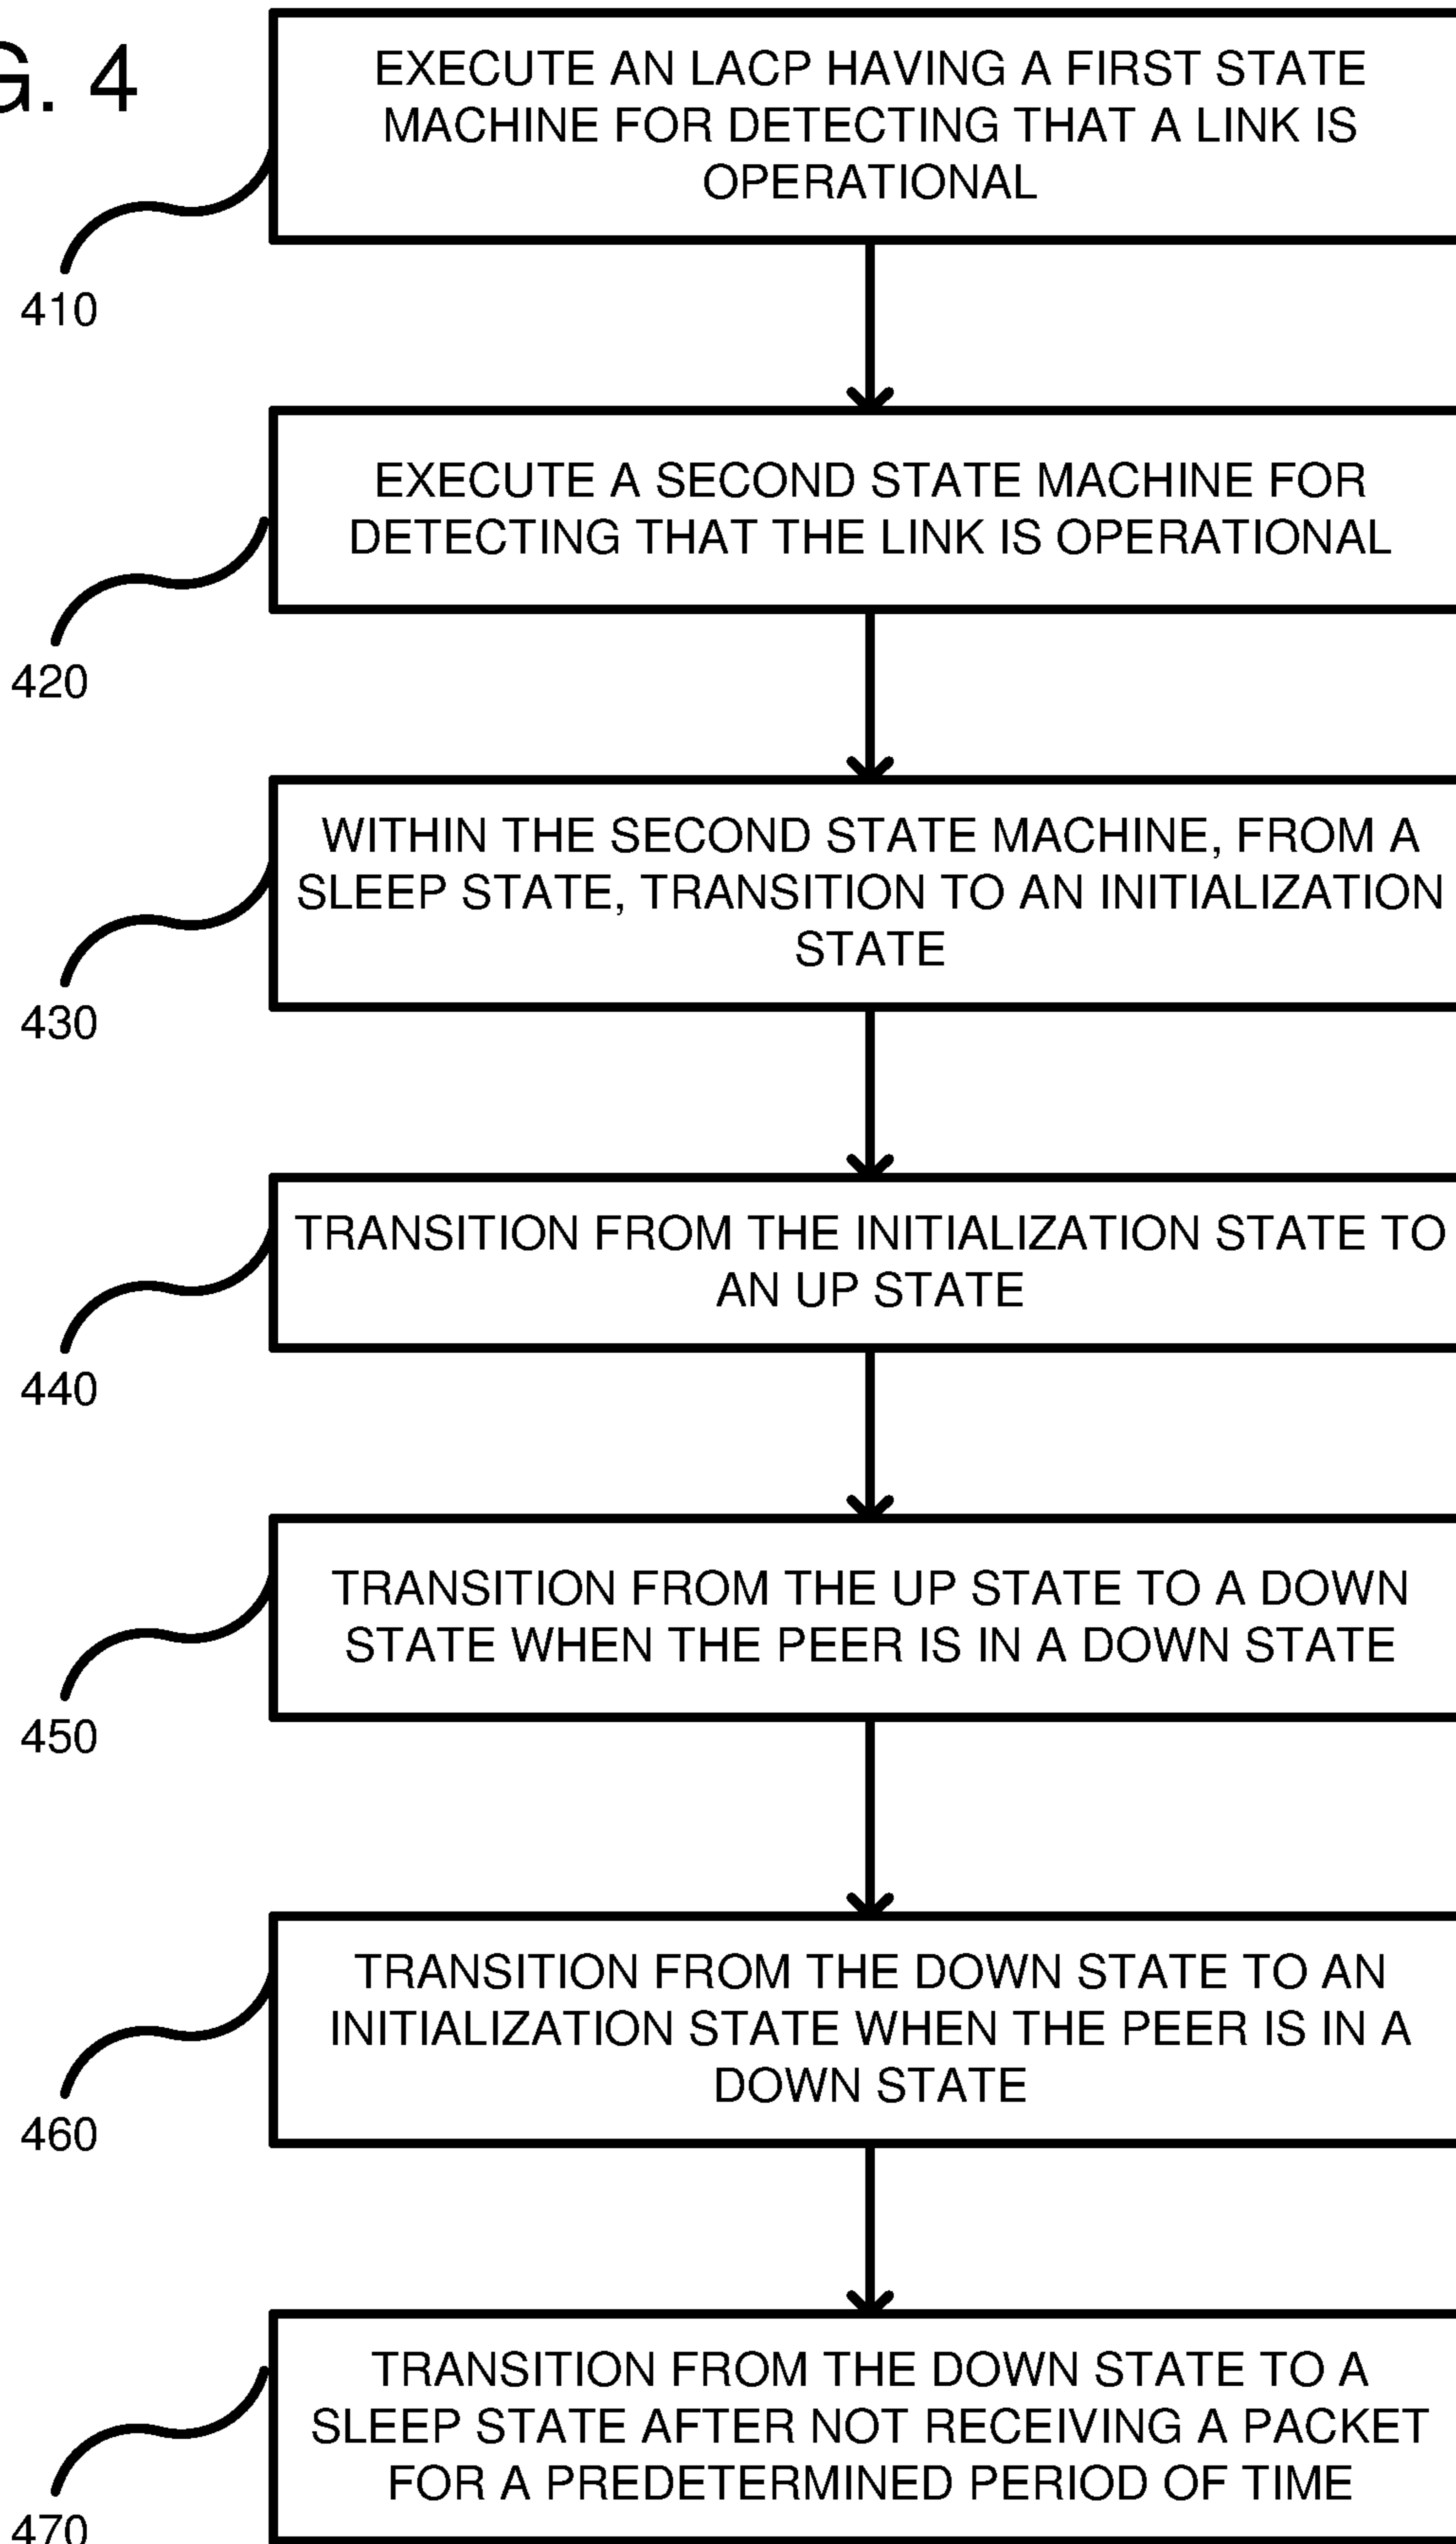 G. 4
EXECUTE AN LACP HAVING A FIRST STATE
MACHINE FOR DETECTING THAT A LINK IS
OPERATIONAL
410
EXECUTE A SECOND STATE MACHINE FOR
DETECTING THAT THE LINK IS OPERATIONAL
420
WITHIN THE SECOND STATE MACHINE, FROM A
SLEEP STATE, TRANSITION TO AN INITIALIZATION
STATE
430
TRANSITION FROM THE INITIALIZATION STATE TO
AN UP STATE
440
TRANSITION FROM THE UP STATE TO A DOWN
STATE WHEN THE PEER IS IN A DOWN STATE
450
TRANSITION FROM THE DOWN STATE TO AN
INITIALIZATION STATE WHEN THE PEER IS IN A
DOWN STATE
460
TRANSITION FROM THE DOWN STATE TO A
SLEEP STATE AFTER NOT RECEIVING A PACKET
FOR A PREDETERMINED PERIOD OF TIME
470